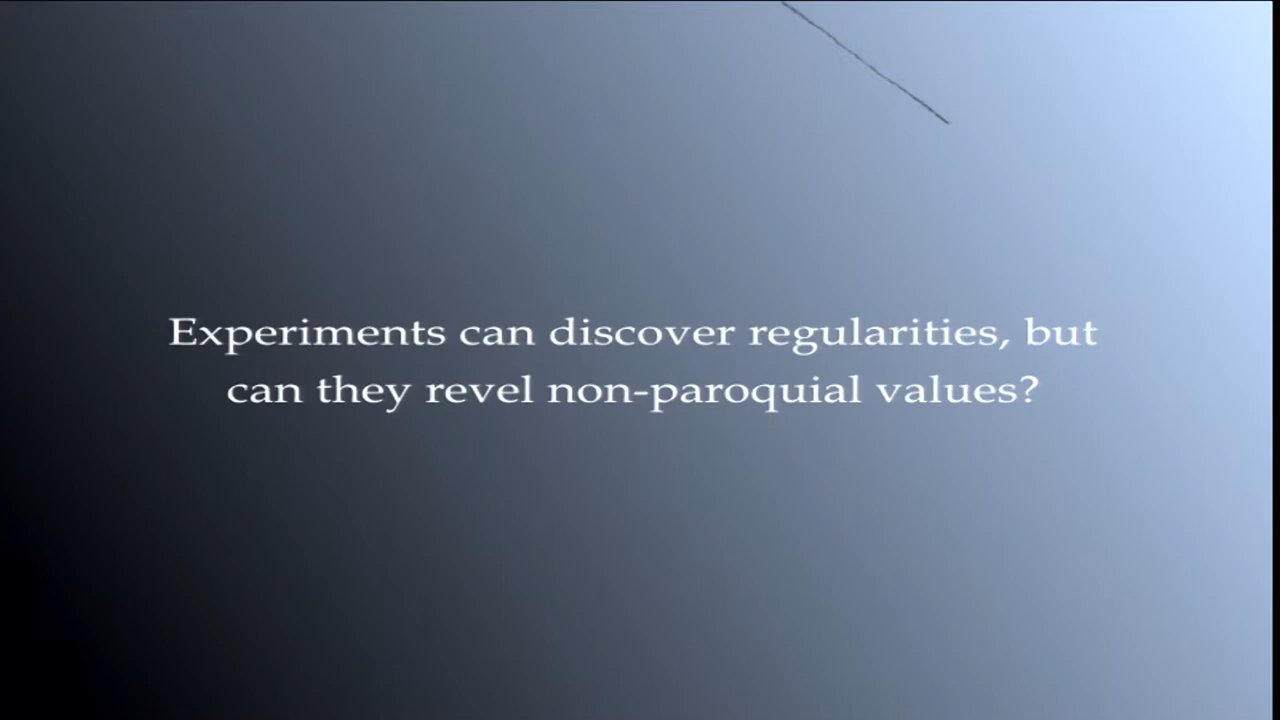 Experiments can discover regularities, but
can they revel non-paroquial values?